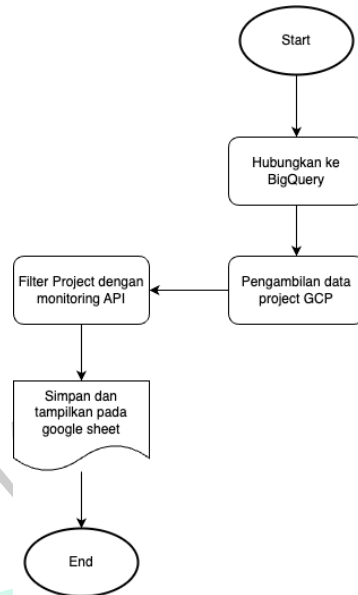 Start
Hubungkan ke
BigQuery
Pengambilan data
project GCP
Filter Project dengan
monitoring API
Simpan dan
tampilkan pada
google sheet
End